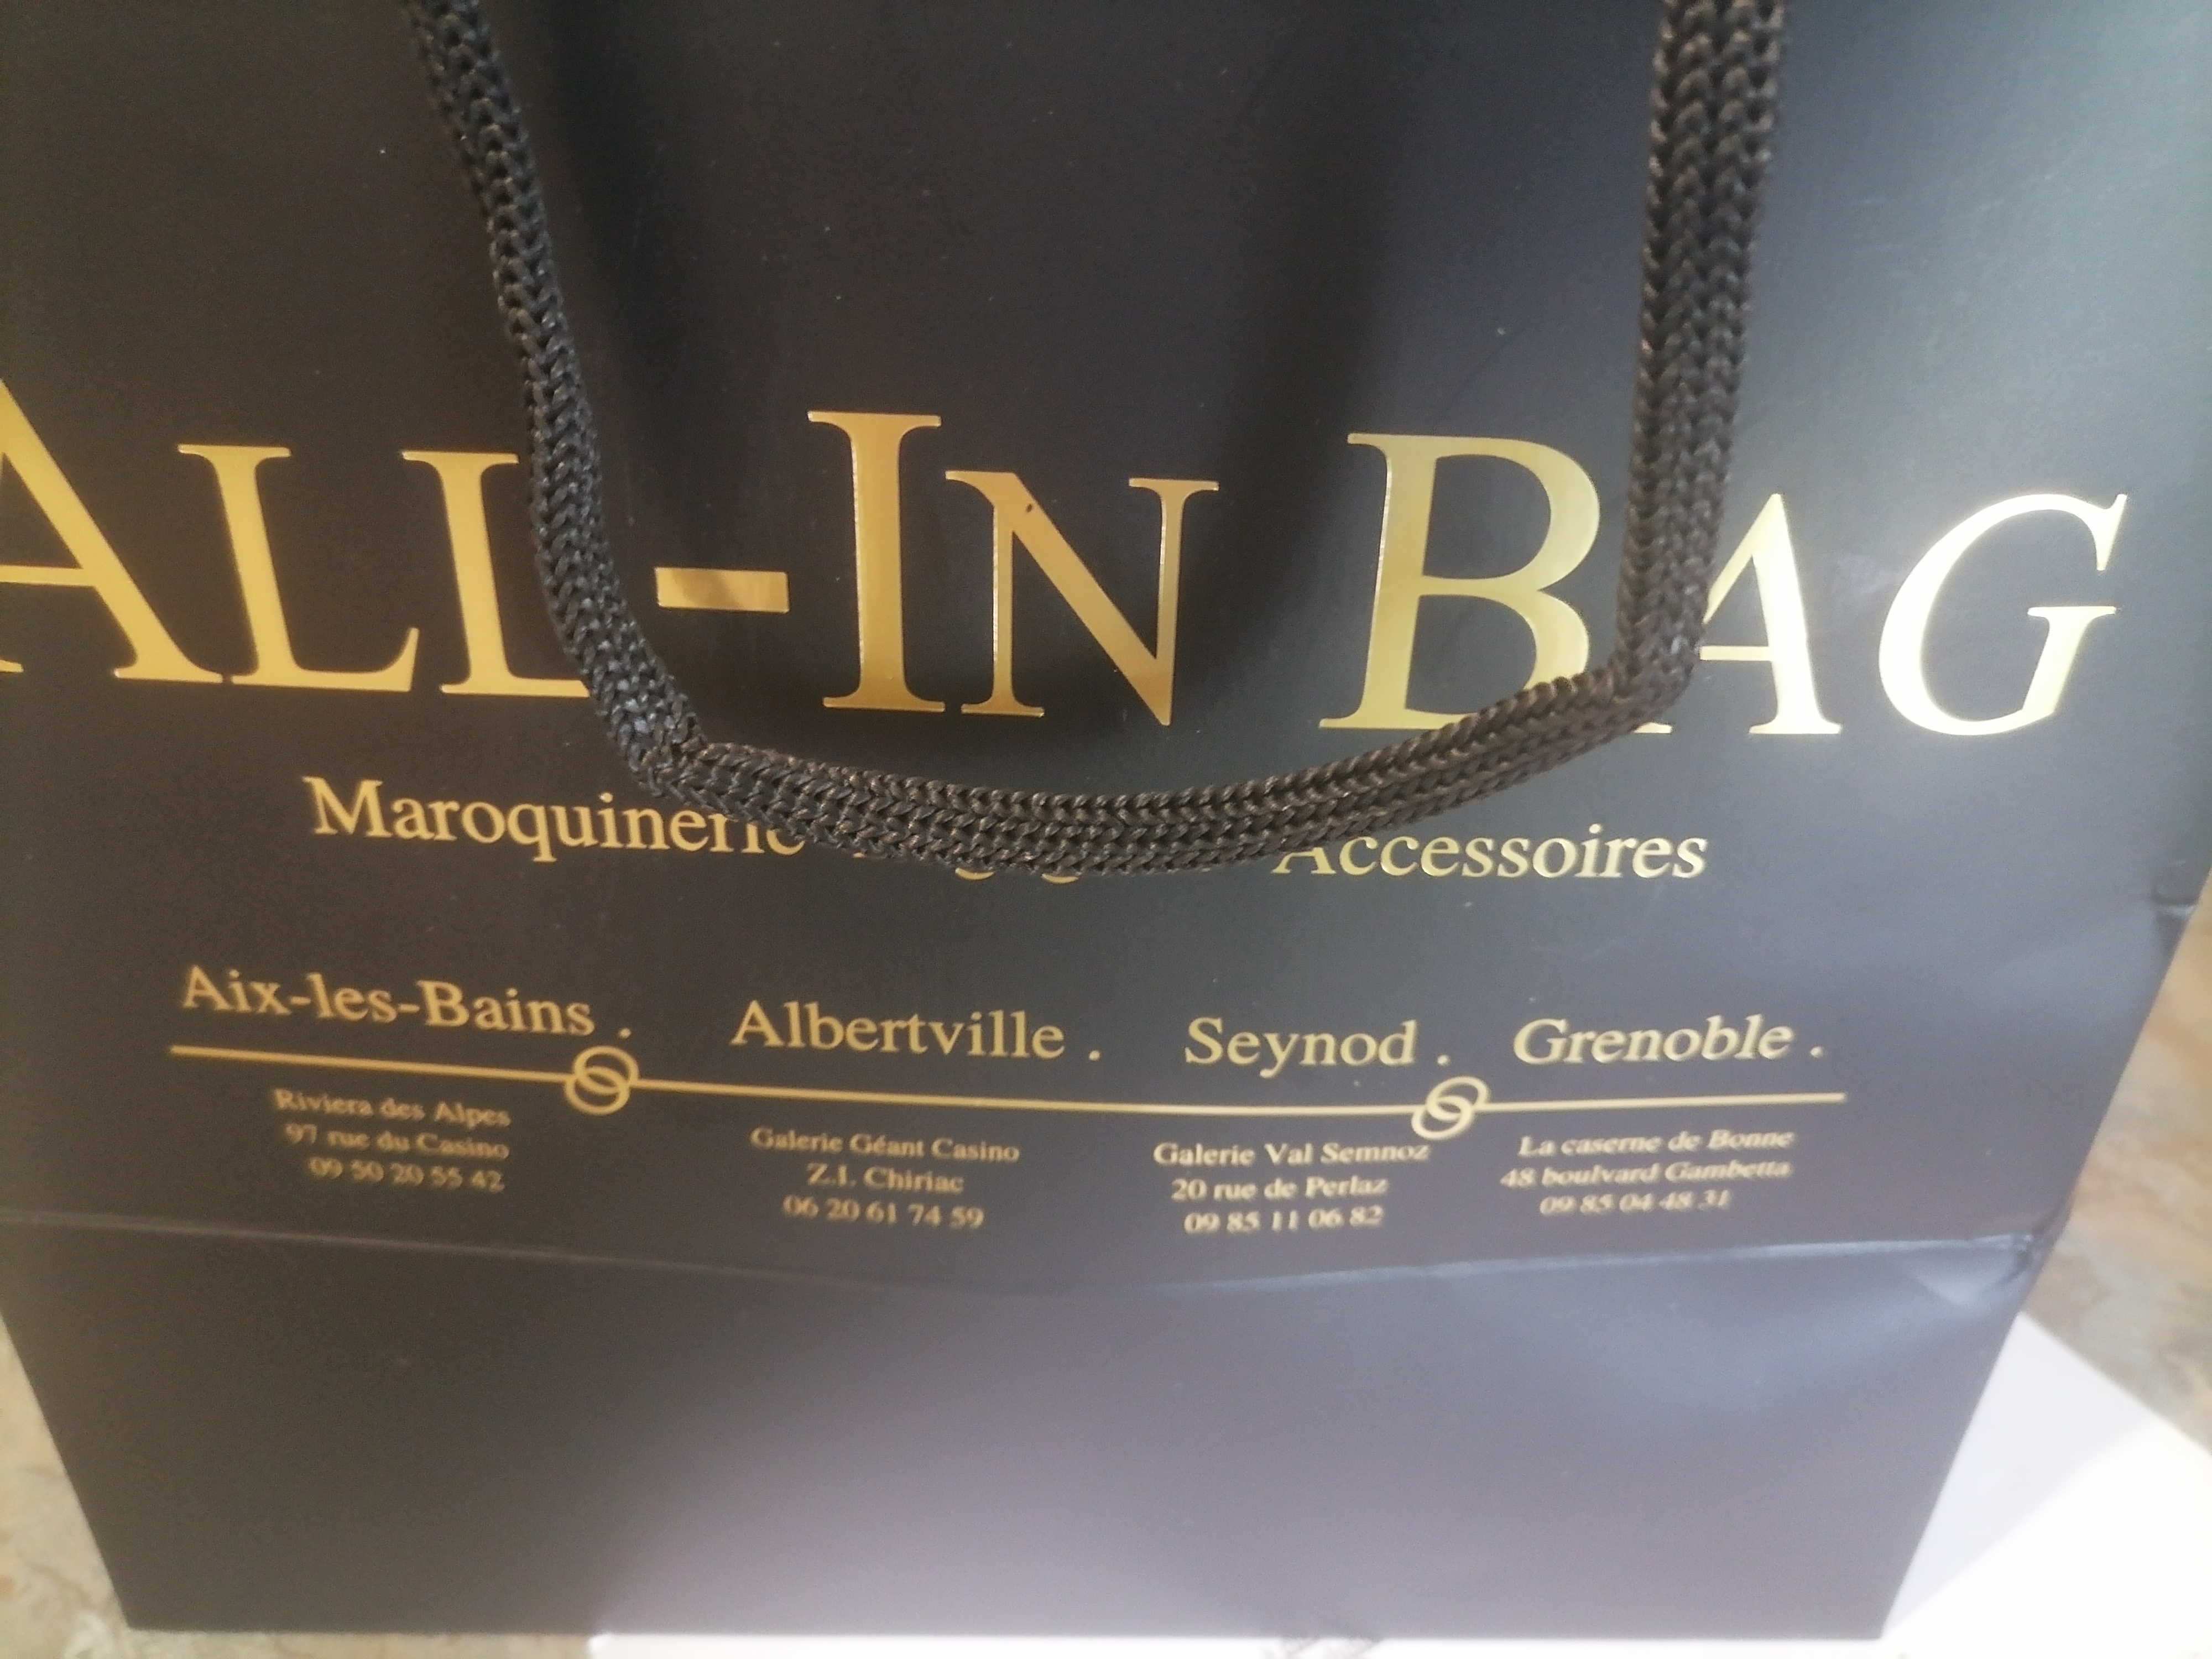 ALL-IN BAG
Maroquinerie Accessoires
Aix-les-Bains . Albertville . Seynod . Grenoble .
Riviera des Alpes
97 rue du Casino
09 50 20 55 42
Galerie Géant Casino
Z.I. Chiriac
06 20 61 74 59
Galerie Val Semnoz
20 rue de Perlaz
09 85 11 06 82
La caserne de Bonne
48 boulvard Gambetta
09 85 04 48 31